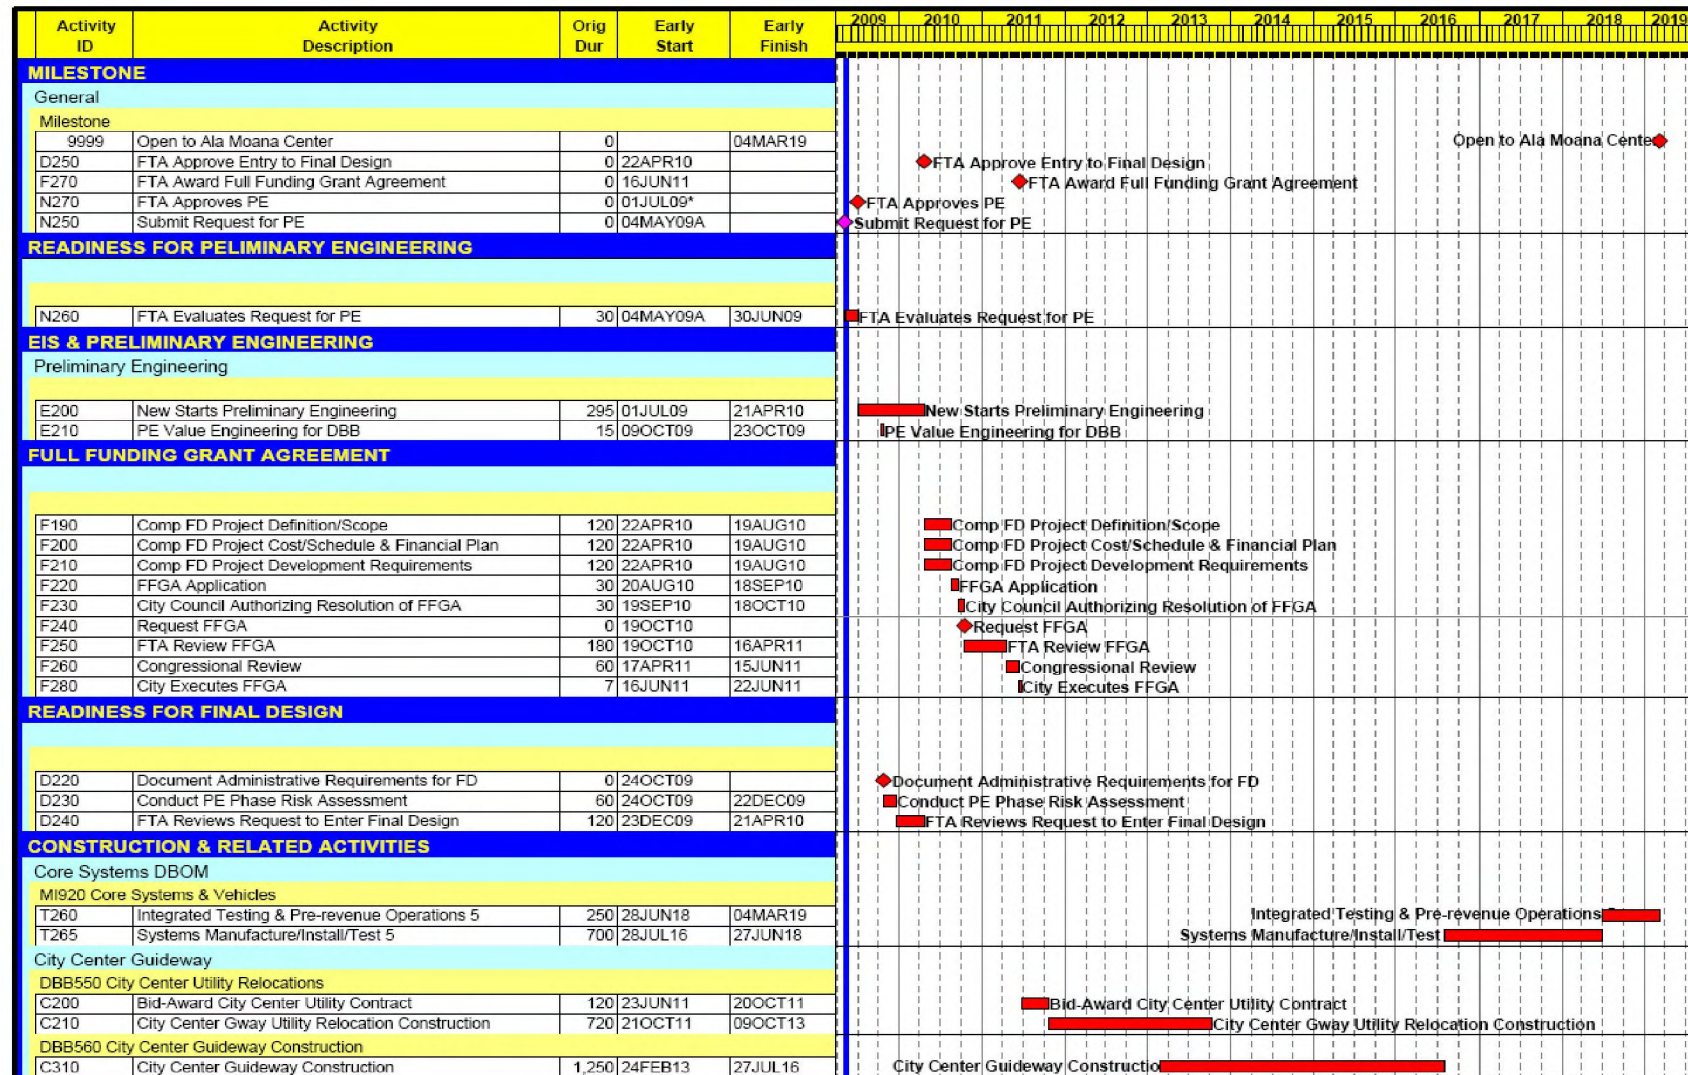 Activity ID Activity Description Orig Dur Early Start Early Finish 2009 2010 2011 2012 2013 2014 2015 2016 2017 2018 2019
MILESTONE
General
Milestone
9999 Open to Ala Moana Center 0 04MAR19 Open to Ala Moana Cente
D250 FTA Approve Entry to Final Design 0 22APR10 FTA Approve Entry to Final Design
F270 FTA Award Full Funding Grant Agreement 0 16JUN11 FTA Award Full Funding Grant Agreement
N270 FTA Approves PE 0 01JUL09* FTA Approves PE
N250 Submit Request for PE 0 04MAY09A Submit Request for PE
READINESS FOR PELIMINARY ENGINEERING
N260 FTA Evaluates Request for PE 30 04MAY09A 30JUN09 FTA Evaluates Request for PE
EIS & PRELIMINARY ENGINEERING
Preliminary Engineering
E200 New Starts Preliminary Engineering 295 01JUL09 21APR10 New Starts Preliminary Engineering
E210 PE Value Engineering for DBB 15 09OCT09 23OCT09 PE Value Engineering for DBB
FULL FUNDING GRANT AGREEMENT
F190 Comp FD Project Definition/Scope 120 22APR10 19AUG10 Comp FD Project Definition/Scope
F200 Comp FD Project Cost/Schedule & Financial Plan 120 22APR10 19AUG10 Comp FD Project Cost/Schedule & Financial Plan
F210 Comp FD Project Development Requirements 120 22APR10 19AUG10 Comp FD Project Development Requirements
F220 FFGA Application 30 20AUG10 18SEP10 FFGA Application
F230 City Council Authorizing Resolution of FFGA 30 19SEP10 18OCT10 City Council Authorizing Resolution of FFGA
F240 Request FFGA 0 19OCT10 Request FFGA
F250 FTA Review FFGA 180 19OCT10 16APR11 FTA Review FFGA
F260 Congressional Review 60 17APR11 15JUN11 Congressional Review
F280 City Executes FFGA 7 16JUN11 22JUN11 City Executes FFGA
READINESS FOR FINAL DESIGN
D220 Document Administrative Requirements for FD 0 24OCT09 Document Administrative Requirements for FD
D230 Conduct PE Phase Risk Assessment 60 24OCT09 22DEC09 Conduct PE Phase Risk Assessment
D240 FTA Reviews Request to Enter Final Design 120 23DEC09 21APR10 FTA Reviews Request to Enter Final Design
CONSTRUCTION & RELATED ACTIVITIES
Core Systems DBOM
MI920 Core Systems & Vehicles
T260 Integrated Testing & Pre-revenue Operations 5 250 28JUN18 04MAR19 Integrated Testing & Pre-revenue Operations
T265 Systems Manufacture/Install/Test 5 700 28JUL16 27JUN18 Systems Manufacture/Install/Test
City Center Guideway
DBB550 City Center Utility Relocations
C200 Bid-Award City Center Utility Contract 120 23JUN11 20OCT11 Bid-Award City Center Utility Contract
C210 City Center Gway Utility Relocation Construction 720 21OCT11 09OCT13 City Center Gway Utility Relocation Construction
DBB560 City Center Guideway Construction
C310 City Center Guideway Construction 1,250 24FEB13 27JUL16 City Center Guideway Constructio